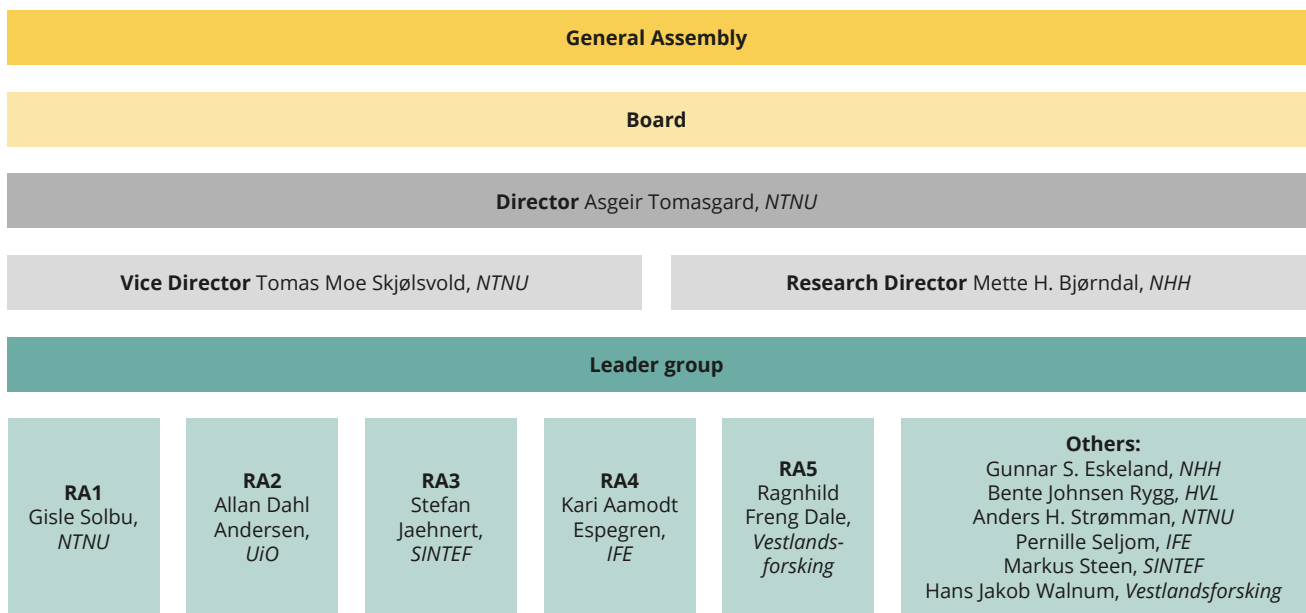 General Assembly
Board
Director Asgeir Tomasgard, NTNU
Vice Director Tomas Moe Skjølsvold, NTNU
Research Director Mette H. Bjørndal, NHH
Leader group
RA1
Gisle Solbu,
NTNU
RA2
Allan Dahl
Andersen,
UiO
RA3
Stefan
Jaehnert,
SINTEF
RA4
Kari Aamodt
Espegren,
IFE
RA5
Ragnhild
Freng Dale,
Vestlands-
forsking
Others:
Gunnar S. Eskeland, NHH
Bente Johnsen Rygg, HVL
Anders H. Strømman, NTNU
Pernille Seljom, IFE
Markus Steen, SINTEF
Hans Jakob Walnum, Vestlandsforsking